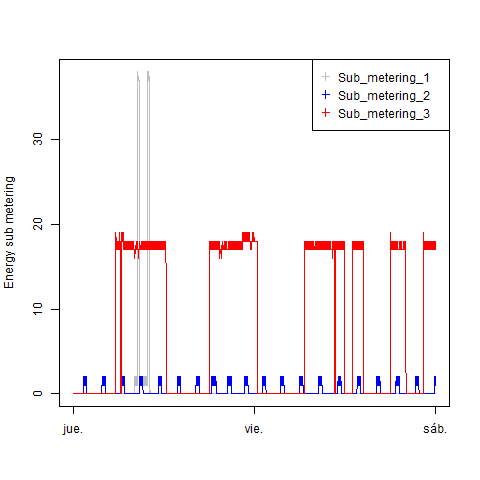 Sub_metering_1
Sub_metering_2
Sub_metering_3
Energy sub metering
30
20
10
0
jue. vie. sáb.